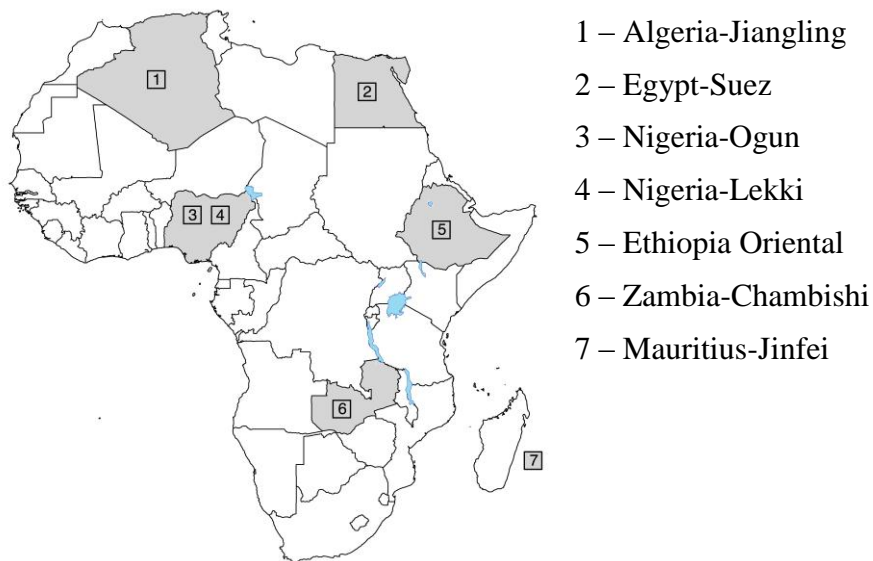 1
2
3 4
5
6
7
1 – Algeria-Jiangling
2 – Egypt-Suez
3 – Nigeria-Ogun
4 – Nigeria-Lekki
5 – Ethiopia Oriental
6 – Zambia-Chambishi
7 – Mauritius-Jinfei